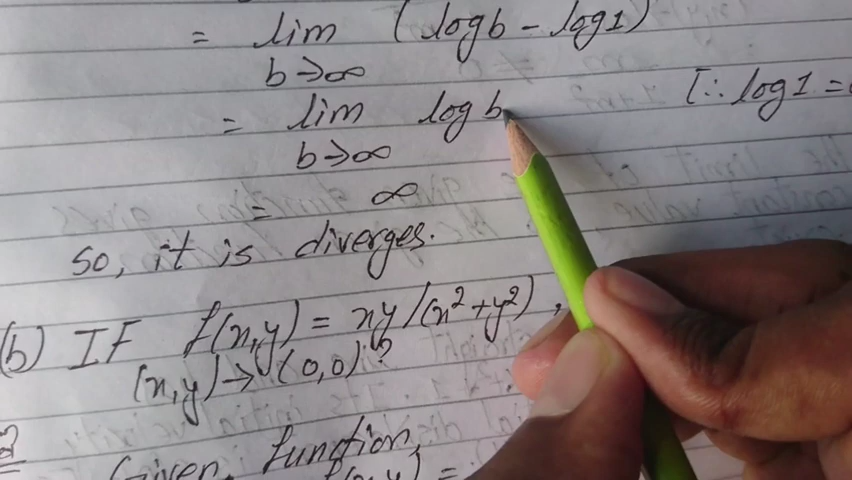 = lim (log b - log 1)
b→∞
= lim log b [∵ log 1 =
b→∞
= ∞
So, it is diverges.
(b) IF f(x,y) = xy/(x²+y²),
(x,y) → (0,0)?
Given function,
f(x,y) =